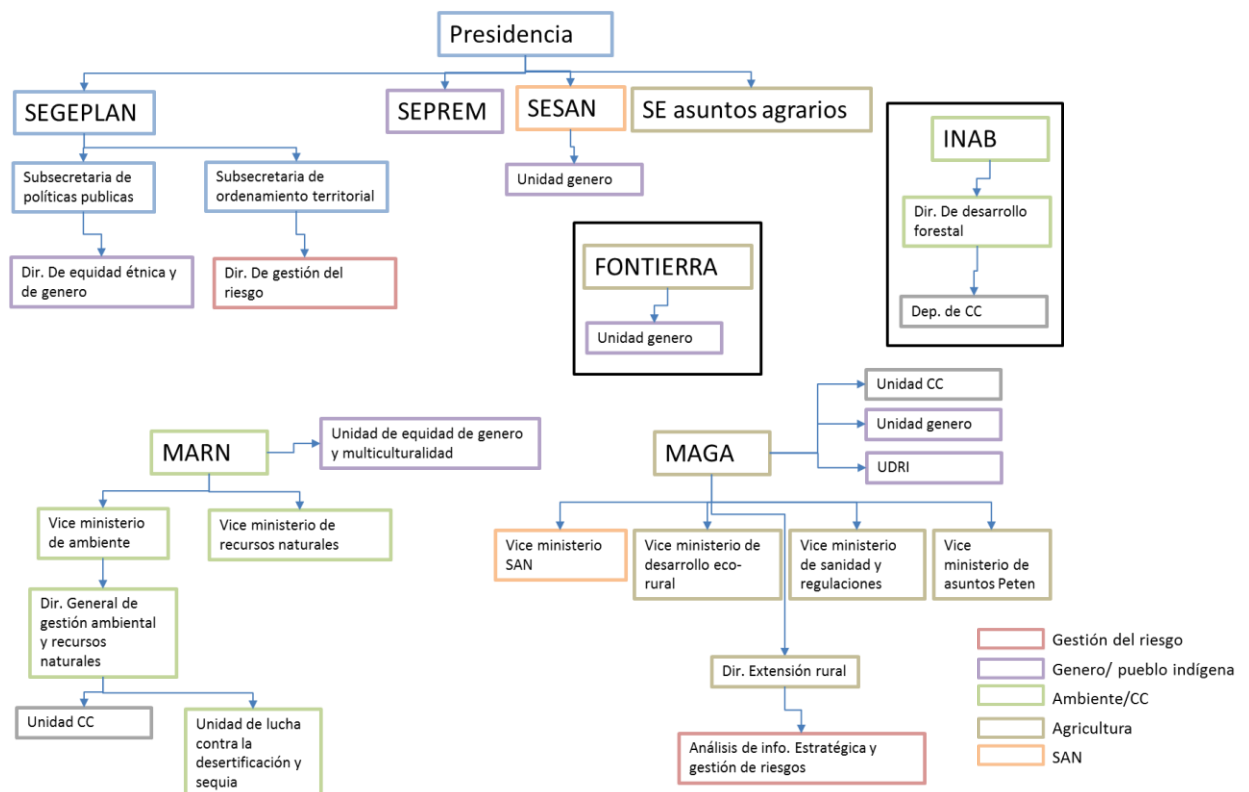 Presidencia
SEGEPLAN
SEPREM
SESAN
SE asuntos agrarios
Subsecretaria de
políticas publicas
Subsecretaria de
ordenamiento territorial
Unidad genero
Dir. De equidad étnica y
de genero
Dir. De gestión del
riesgo
INAB
Dir. De desarrollo
forestal
Dep. de CC
FONTIERRA
Unidad genero
MARN
Unidad de equidad de genero
y multiculturalidad
Vice ministerio
de ambiente
Vice ministerio de
recursos naturales
Dir. General de
gestión ambiental
y recursos
naturales
Unidad CC
Unidad de lucha
contra la
desertificación y
sequia
MAGA
Unidad CC
Unidad genero
UDRI
Vice ministerio
SAN
Vice ministerio de
desarrollo eco-
rural
Vice ministerio
de sanidad y
regulaciones
Vice
ministerio de
asuntos Peten
Dir. Extensión rural
Análisis de info. Estratégica y
gestión de riesgos
Gestión del riesgo
Genero/ pueblo indígena
Ambiente/CC
Agricultura
SAN